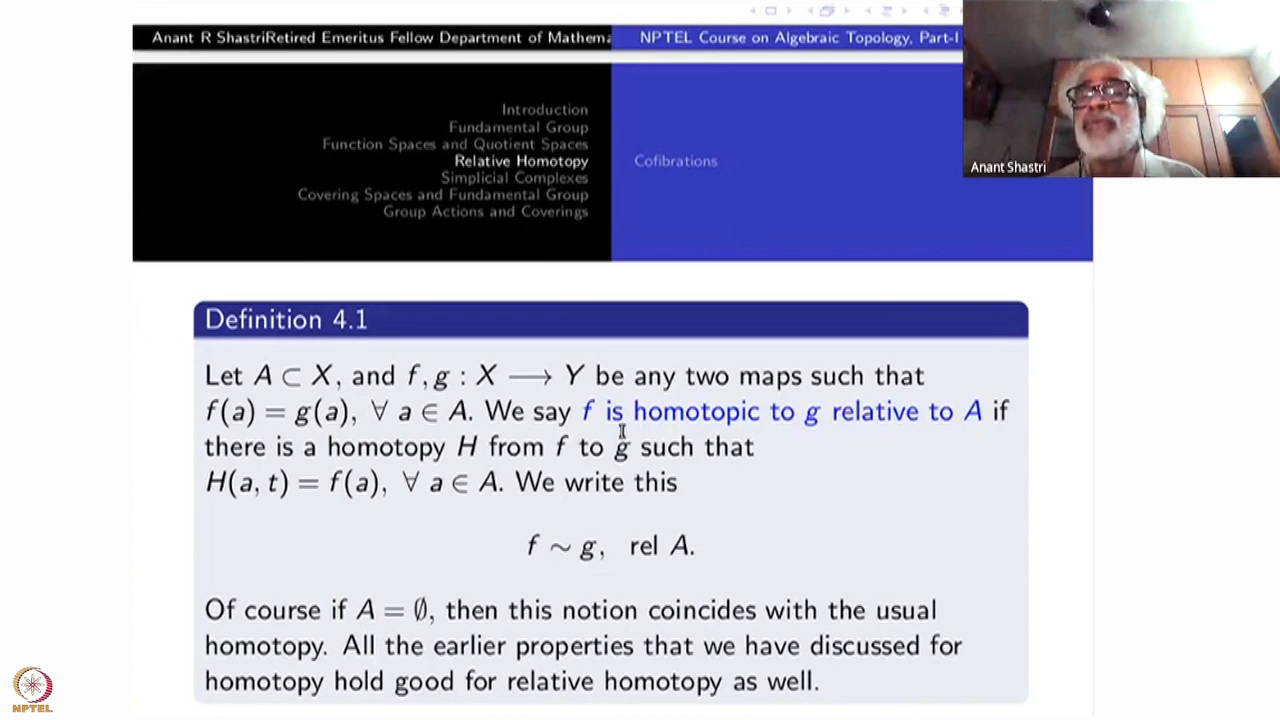 Anant R ShastriRetired Emeritus Fellow Department of Mathema
NPTEL Course on Algebraic Topology, Part-I
Introduction
Fundamental Group
Function Spaces and Quotient Spaces
Relative Homotopy
Simplicial Complexes
Covering Spaces and Fundamental Group
Group Actions and Coverings
Cofibrations
Anant Shastri
Definition 4.1
Let A ⊂ X, and f, g : X ⟶ Y be any two maps such that
f(a) = g(a), ∀ a ∈ A. We say f is homotopic to g relative to A if
there is a homotopy H from f to g such that
H(a, t) = f(a), ∀ a ∈ A. We write this
f ∼ g, rel A.
Of course if A = ∅, then this notion coincides with the usual
homotopy. All the earlier properties that we have discussed for
homotopy hold good for relative homotopy as well.
NPTEL